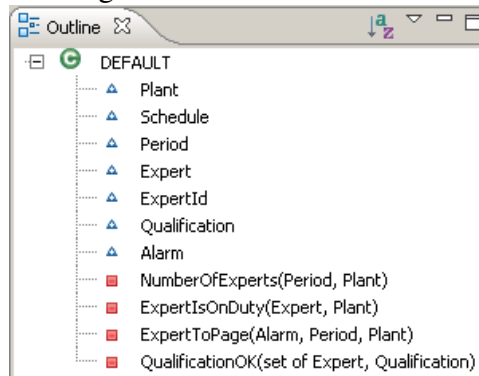 Outline
DEFAULT
Plant
Schedule
Period
Expert
ExpertId
Qualification
Alarm
NumberOfExperts(Period, Plant)
ExpertIsOnDuty(Expert, Plant)
ExpertToPage(Alarm, Period, Plant)
QualificationOK(set of Expert, Qualification)